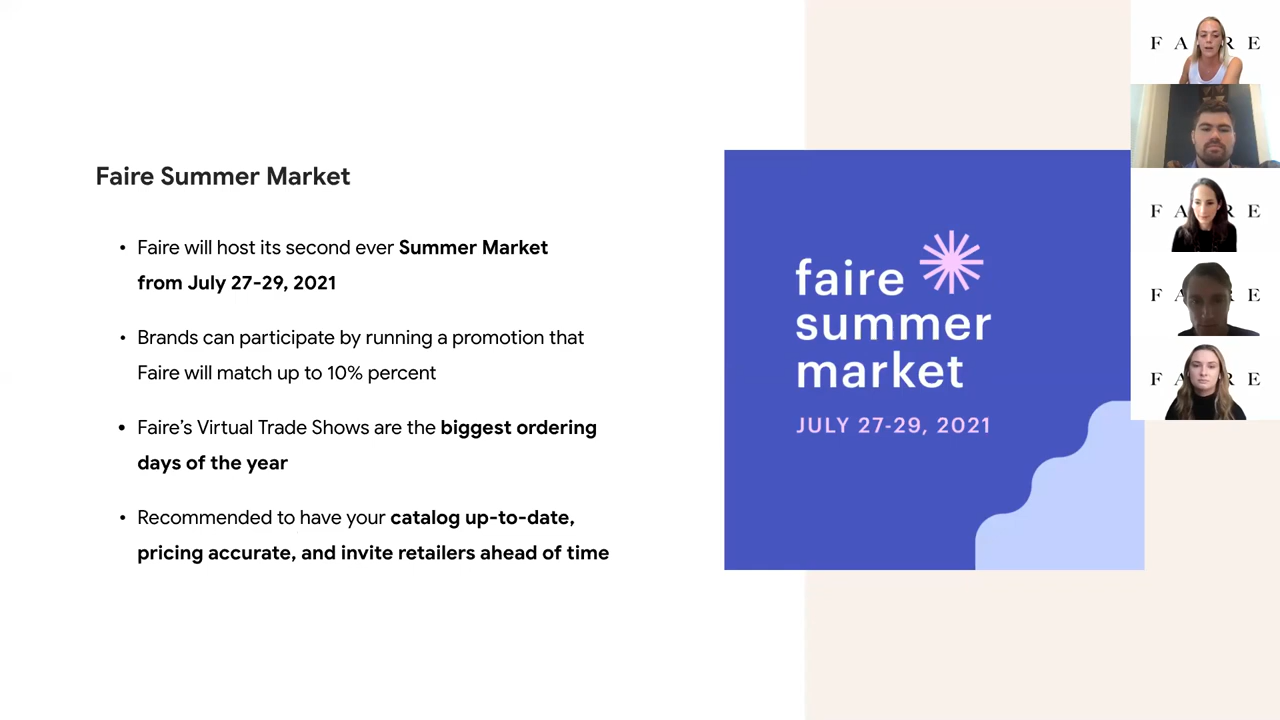 Faire Summer Market
• Faire will host its second ever Summer Market
from July 27-29, 2021
• Brands can participate by running a promotion that
Faire will match up to 10% percent
• Faire’s Virtual Trade Shows are the biggest ordering
days of the year
• Recommended to have your catalog up-to-date,
pricing accurate, and invite retailers ahead of time
faire
summer
market
JULY 27-29, 2021
F A R E
F A R E
F A R E
F A R E